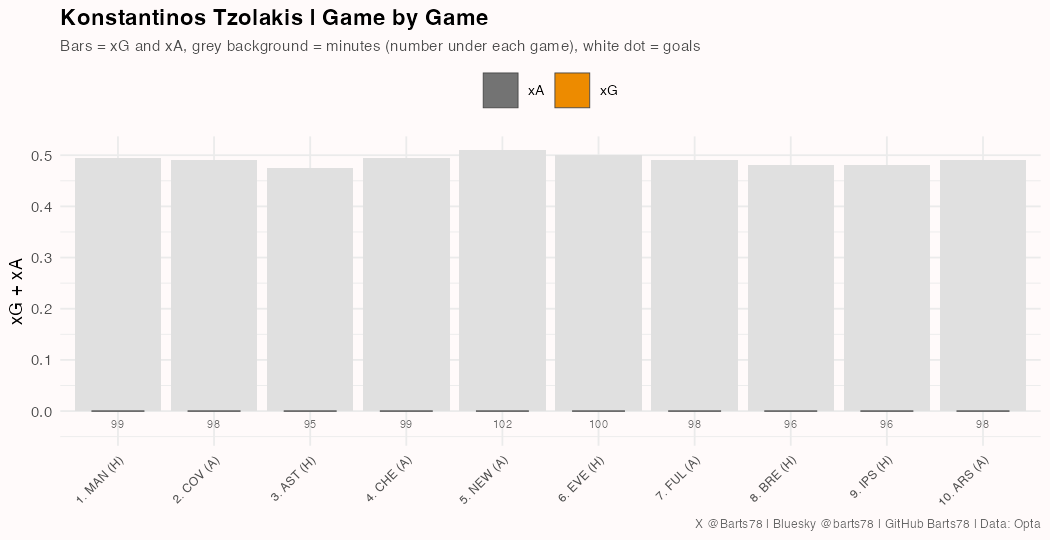 Konstantinos Tzolakis | Game by Game
Bars = xG and xA, grey background = minutes (number under each game), white dot = goals
xA xG
xG + xA
0.5
0.4
0.3
0.2
0.1
0.0
99 98 95 99 102 100 98 96 96 98
1. MAN (H) 2. COV (A) 3. AST (H) 4. CHE (A) 5. NEW (A) 6. EVE (H) 7. FUL (A) 8. BRE (H) 9. IPS (H) 10. ARS (A)
X @Barts78 | Bluesky @barts78 | GitHub Barts78 | Data: Opta